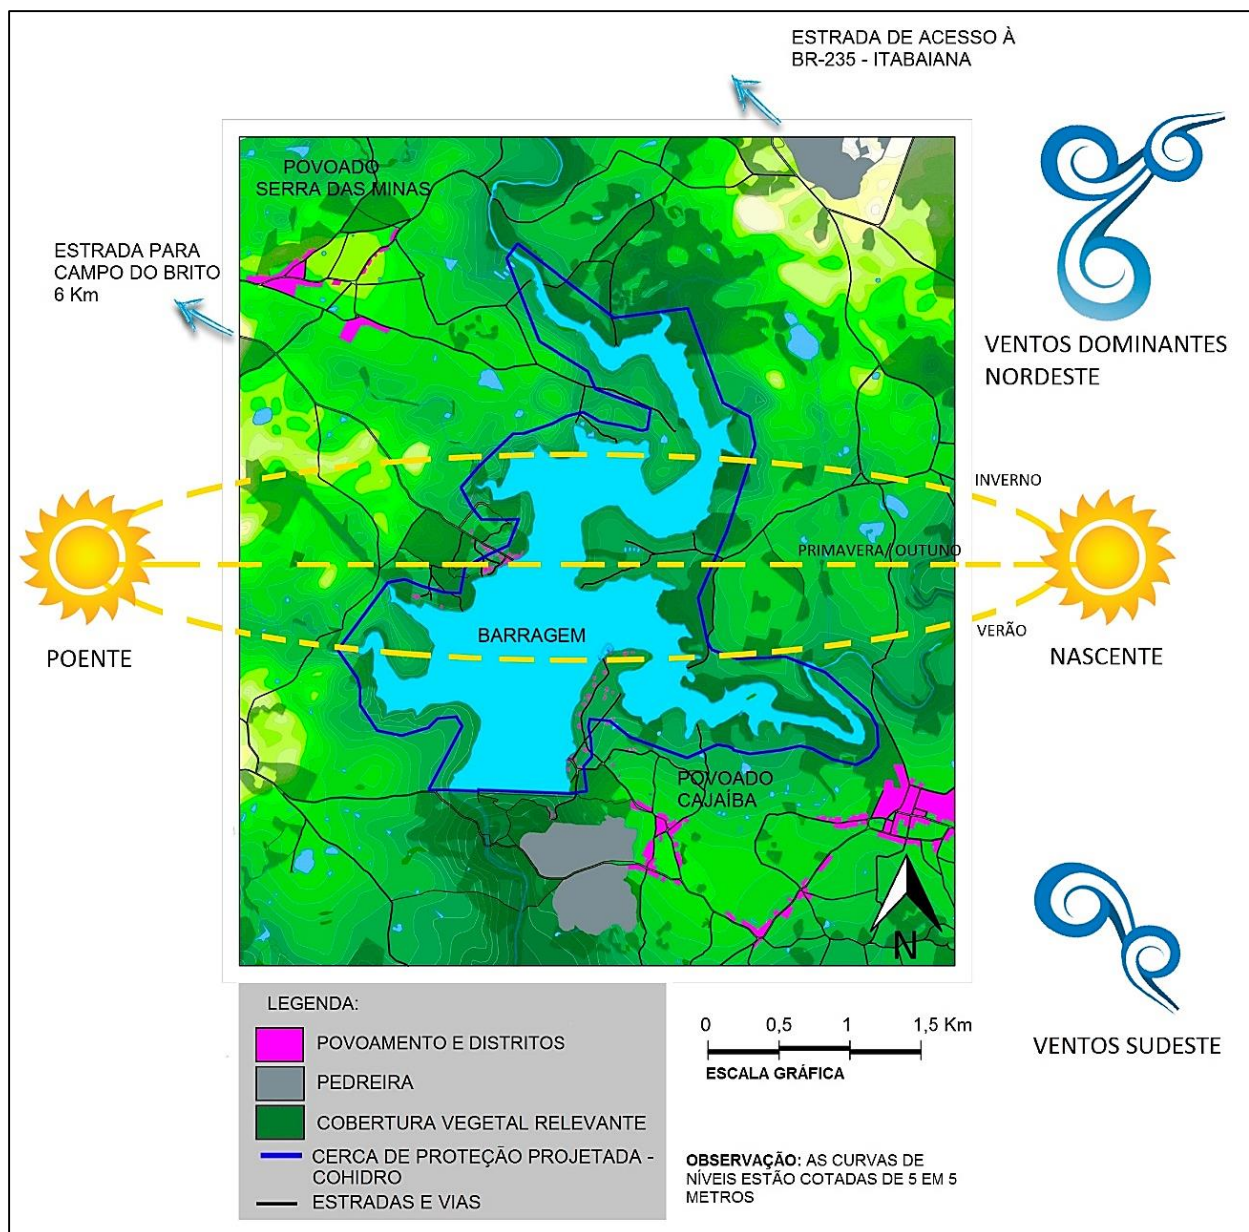 ESTRADA DE ACESSO À
BR-235 - ITABAIANA
POVOADO
SERRA DAS MINAS
ESTRADA PARA
CAMPO DO BRITO
6 Km
VENTOS DOMINANTES
NORDESTE
INVERNO
PRIMAVERA/OUTUNO
VERÃO
BARRAGEM
POENTE
NASCENTE
POVOADO
CAJAÍBA
N
VENTOS SUDESTE
LEGENDA:
POVOAMENTO E DISTRITOS
PEDREIRA
COBERTURA VEGETAL RELEVANTE
CERCA DE PROTEÇÃO PROJETADA -
COHIDRO
ESTRADAS E VIAS
0 0,5 1 1,5 Km
ESCALA GRÁFICA
OBSERVAÇÃO: AS CURVAS DE
NÍVEIS ESTÃO COTADAS DE 5 EM 5
METROS